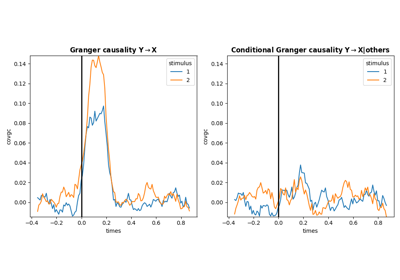 Granger causality Y→X
stimulus
1
2
covgc
0.14
0.12
0.10
0.08
0.06
0.04
0.02
0.00
−0.4 −0.2 0.0 0.2 0.4 0.6 0.8
times
Conditional Granger causality Y→X|others
stimulus
1
2
covgc
0.14
0.12
0.10
0.08
0.06
0.04
0.02
0.00
−0.4 −0.2 0.0 0.2 0.4 0.6 0.8
times